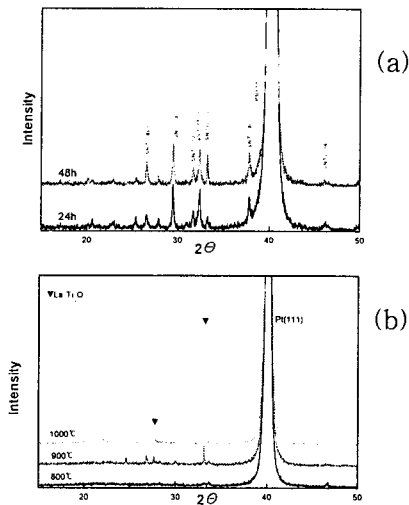 (a)
Intensity
48h
24h
20 30 40 50
2θ
(b)
▼La Ti O
Pt(111)
Intensity
1000℃
900℃
800℃
20 30 40 50
2θ